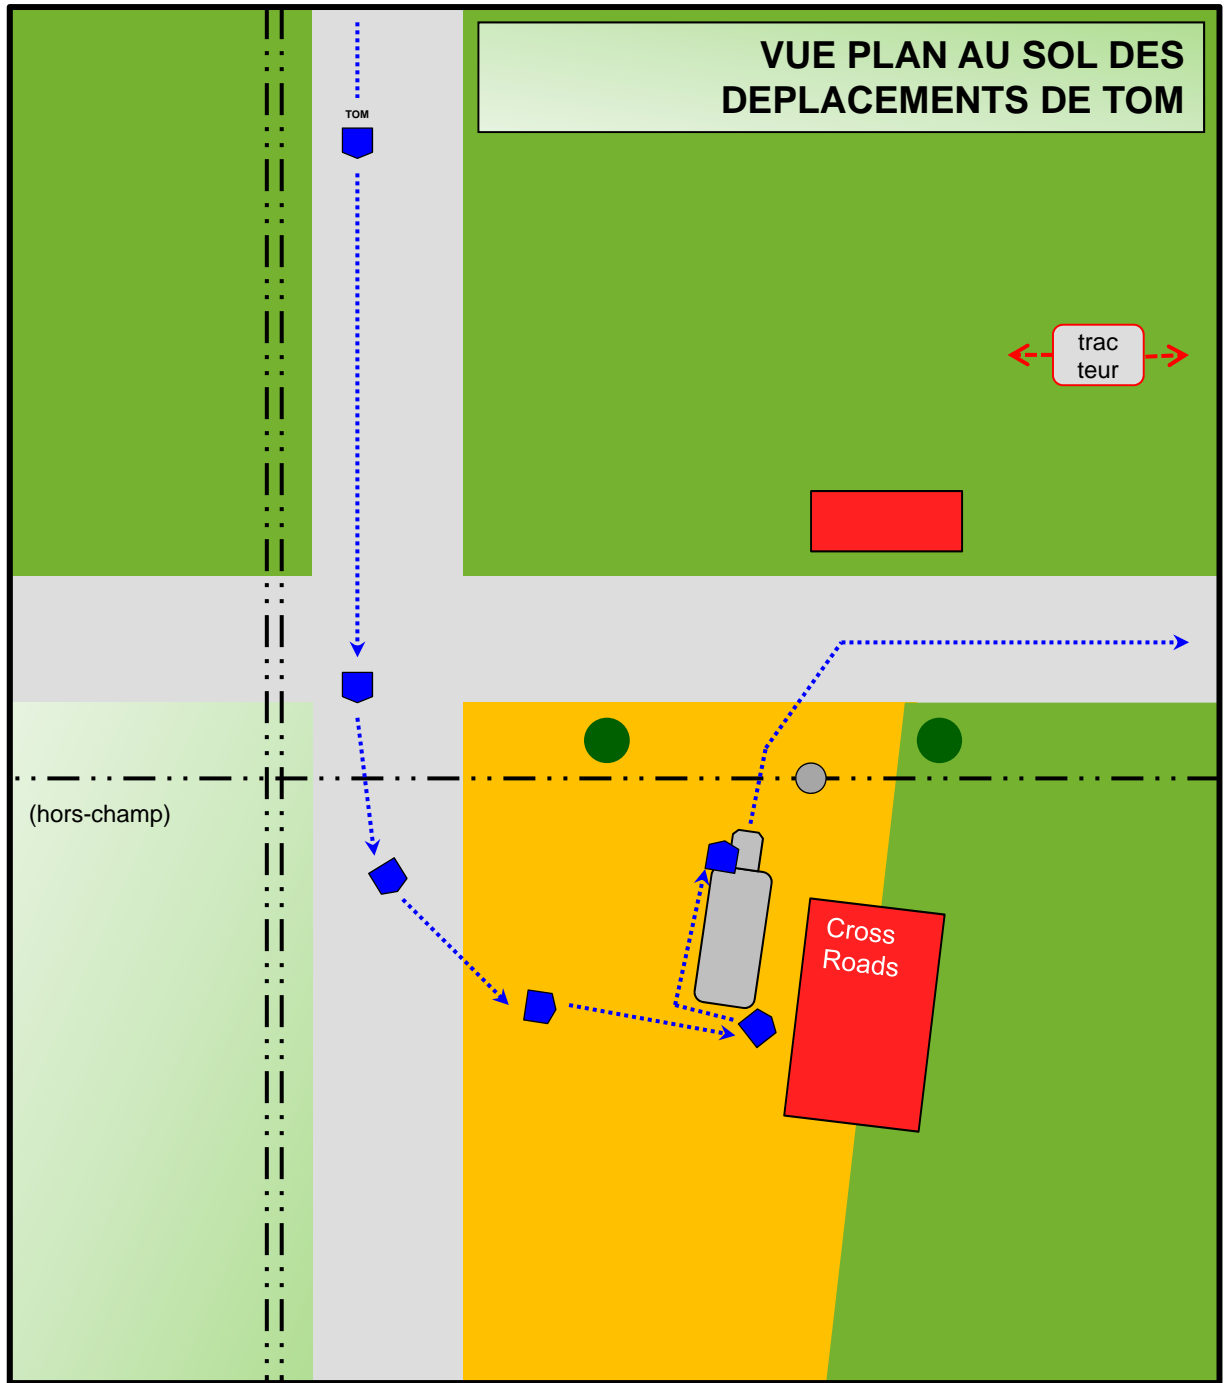 VUE PLAN AU SOL DES
DEPLACEMENTS DE TOM
TOM
trac
teur
(hors-champ)
Cross
Roads